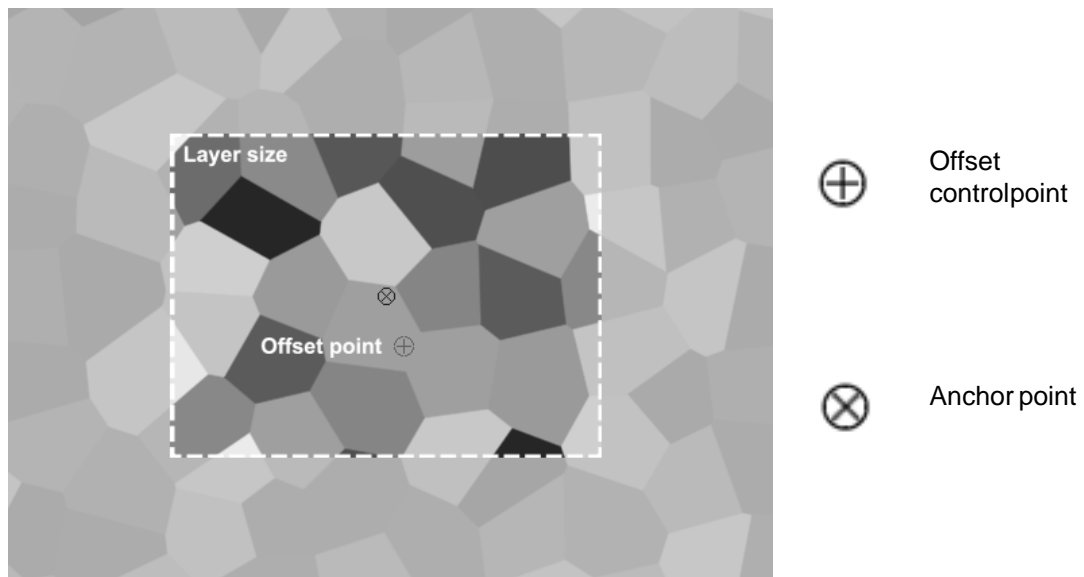 Layer size
Offset point
Offset
controlpoint
Anchor point